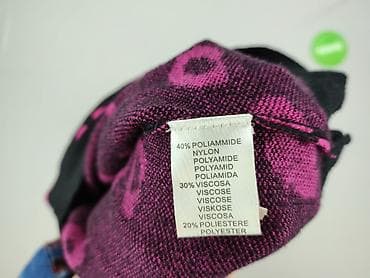 40% POLIAMMIDE
NYLON
POLYAMIDE
POLYAMID
POLIAMIDA
30% VISCOSA
VISCOSE
VISCOSE
VISKOSE
VISCOSA
20% POLIESTERE
POLYESTER